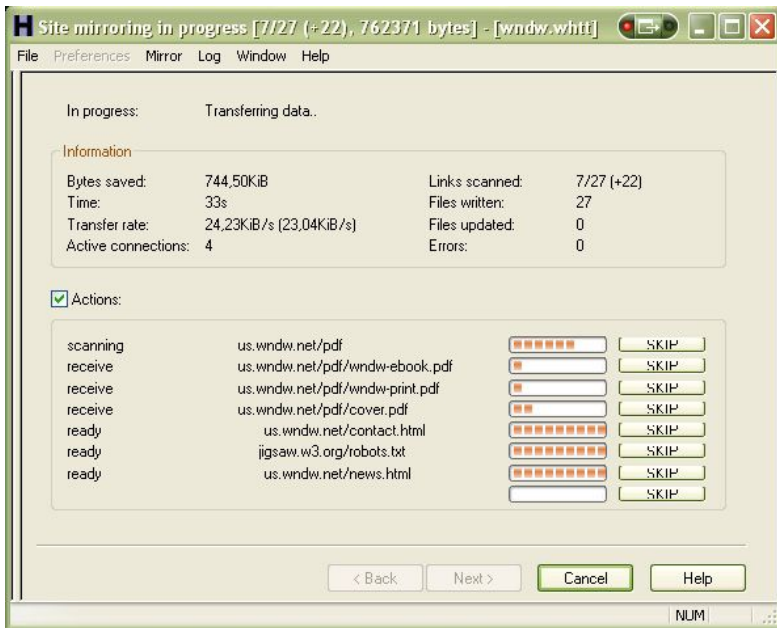 H Site mirroring in progress [7/27 (+22), 762371 bytes] - [wndw.whtt]
File Preferences Mirror Log Window Help
In progress: Transferring data..
Information
Bytes saved: 744,50KiB Links scanned: 7/27 (+22)
Time: 33s Files written: 27
Transfer rate: 24,23KiB/s (23,04KiB/s) Files updated: 0
Active connections: 4 Errors: 0
Actions:
scanning us.wndw.net/pdf SKIP
receive us.wndw.net/pdf/wndw-ebook.pdf SKIP
receive us.wndw.net/pdf/wndw-print.pdf SKIP
receive us.wndw.net/pdf/cover.pdf SKIP
ready us.wndw.net/contact.html SKIP
ready jigsaw.w3.org/robots.txt SKIP
ready us.wndw.net/news.html SKIP
SKIP
< Back Next > Cancel Help
NUM